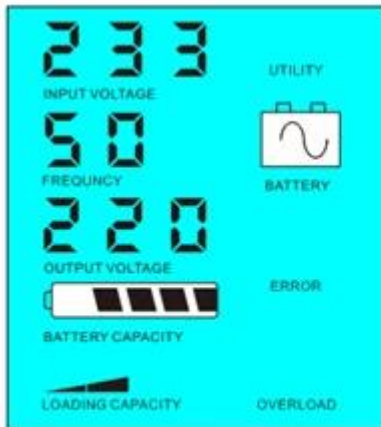 233
UTILITY
INPUT VOLTAGE
50
FREQUNCY
BATTERY
220
OUTPUT VOLTAGE
ERROR
BATTERY CAPACITY
LOADING CAPACITY
OVERLOAD